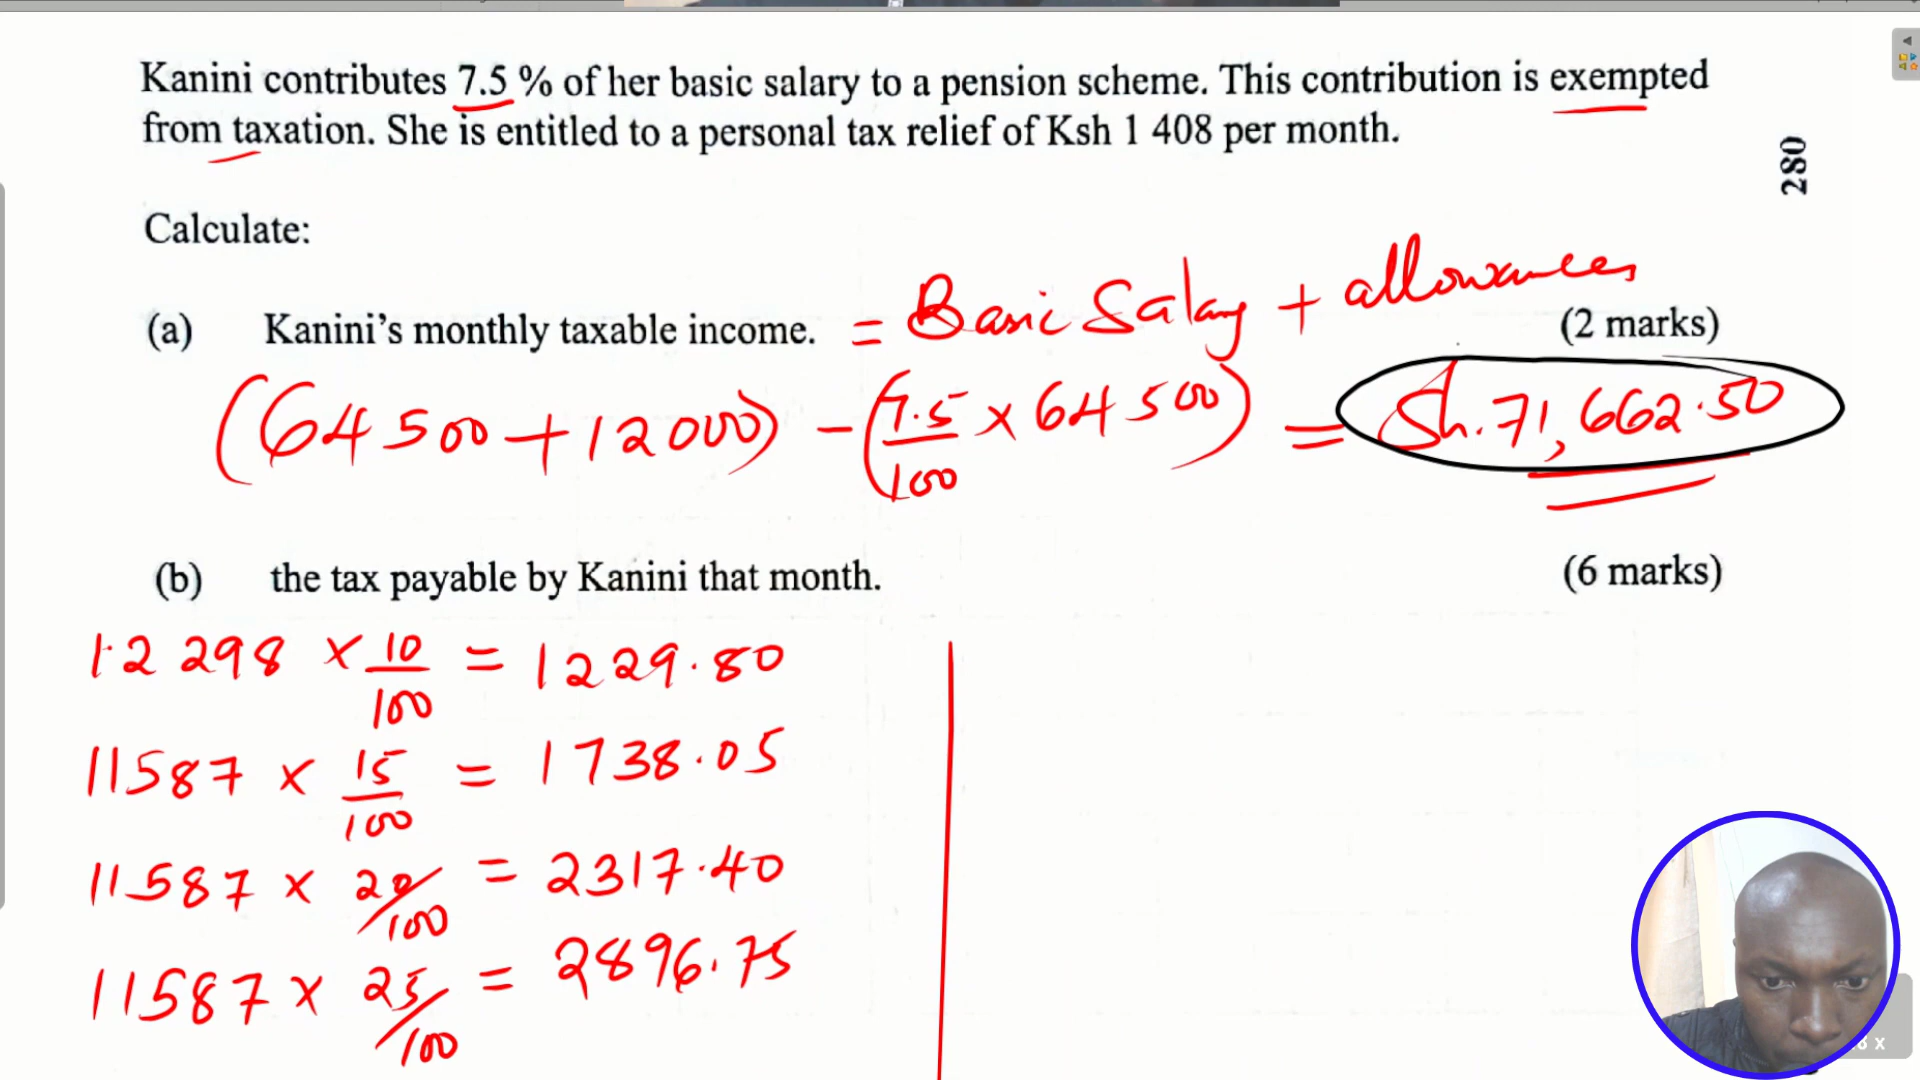 Kanini contributes 7.5 % of her basic salary to a pension scheme. This contribution is exempted
from taxation. She is entitled to a personal tax relief of Ksh 1 408 per month.
280
Calculate:
(a) Kanini's monthly taxable income. = Basic Salary + allowances (2 marks)
(64500 + 12000) - (7.5/100 × 64500) = Sh. 71,662.50
(b) the tax payable by Kanini that month. (6 marks)
12 298 × 10/100 = 1229.80
11587 × 15/100 = 1738.05
11587 × 20/100 = 2317.40
11587 × 25/100 = 2896.75